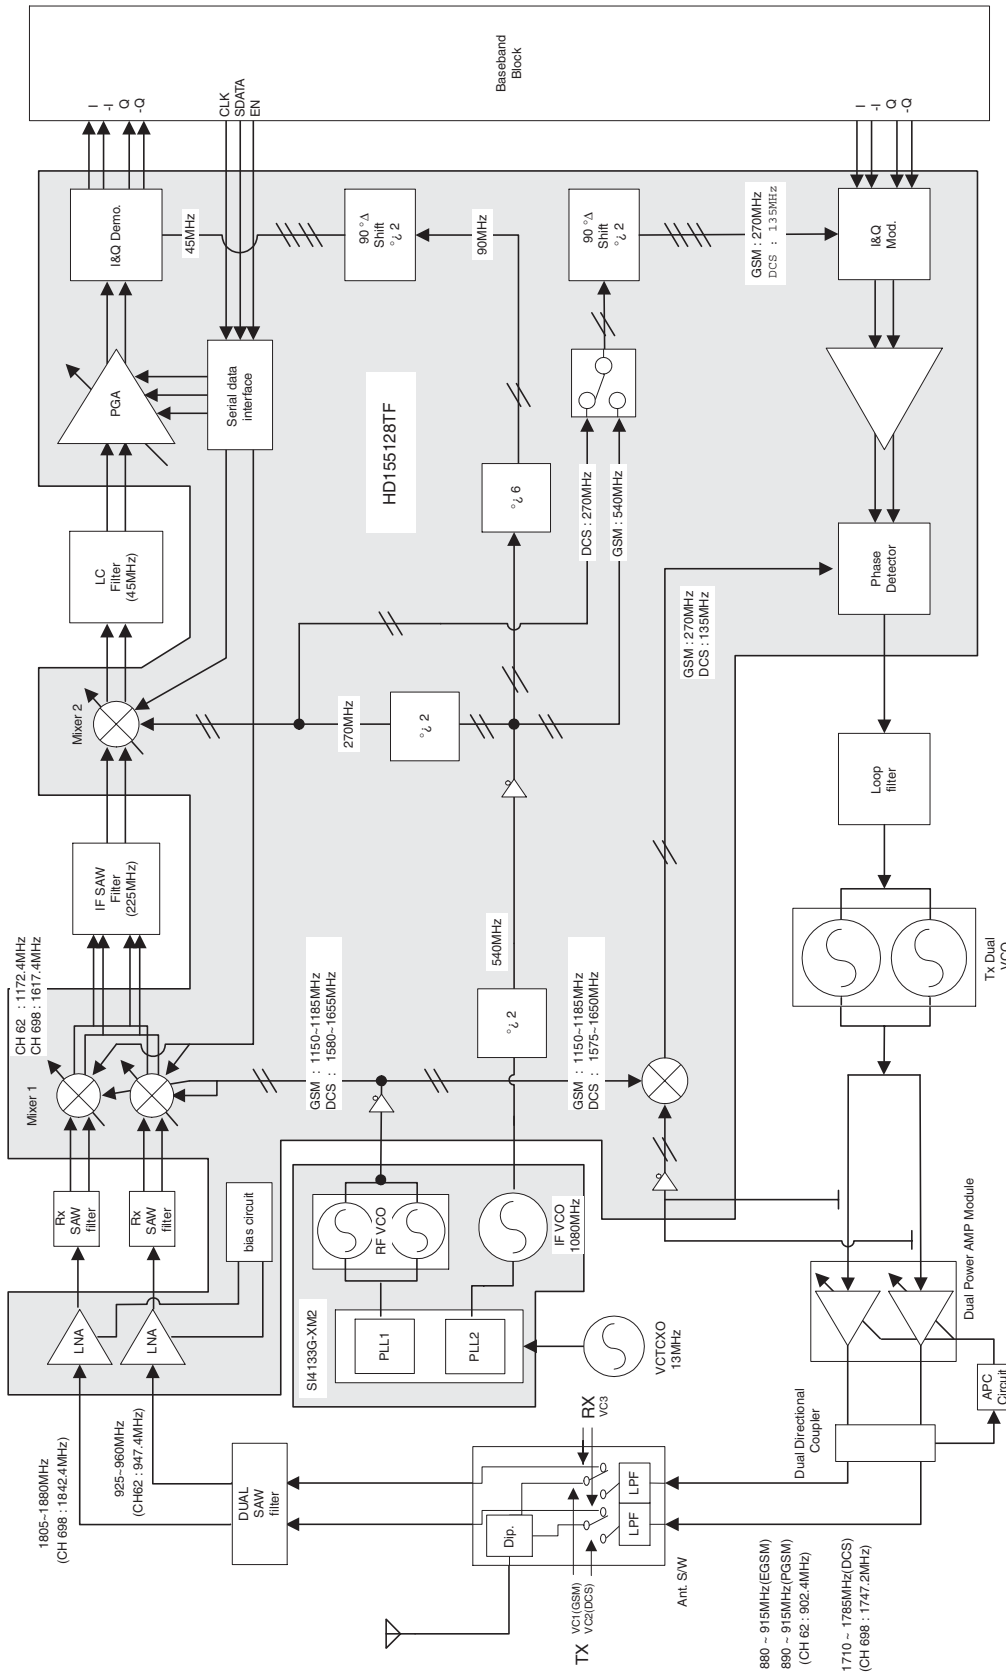 1805~1880MHz
(CH 698 : 1842.4MHz)
925~960MHz
(CH62 : 947.4MHz)
DUAL
SAW
filter
LNA
LNA
bias circuit
Rx
SAW
filter
Rx
SAW
filter
Mixer 1
CH 62 : 1172.4MHz
CH 698 : 1617.4MHz
IF SAW
Filter
(225MHz)
Mixer 2
LC
Filter
(45MHz)
PGA
I&Q Demo.
I
-I
Q
-Q
CLK
SDATA
EN
Serial data
interface
45MHz
90 °Δ
Shift
°¿ 2
90MHz
Baseband
Block
HD155128TF
SI4133G-XM2
PLL1
PLL2
RF VCO
IF VCO
1080MHz
VCTCXO
13MHz
GSM : 1150~1185MHz
DCS : 1580~1655MHz
°¿ 2
540MHz
270MHz
°¿ 2
°¿ 6
DCS : 270MHz
GSM : 540MHz
90 °Δ
Shift
°¿ 2
GSM : 270MHz
DCS : 135MHz
GSM : 1150~1185MHz
DCS : 1575~1650MHz
GSM : 270MHz
DCS : 135MHz
I
-I
Q
-Q
I&Q
Mod.
Phase
Detector
Loop
filter
Tx Dual
VCO
Dip.
LPF
LPF
RX
VC3
TX
VC1(GSM)
VC2(DCS)
Ant. S/W
Dual Directional
Coupler
Dual Power AMP Module
APC
Circuit
880 ~ 915MHz(EGSM)
890 ~ 915MHz(PGSM)
(CH 62 : 902.4MHz)
1710 ~ 1785MHz(DCS)
(CH 698 : 1747.2MHz)